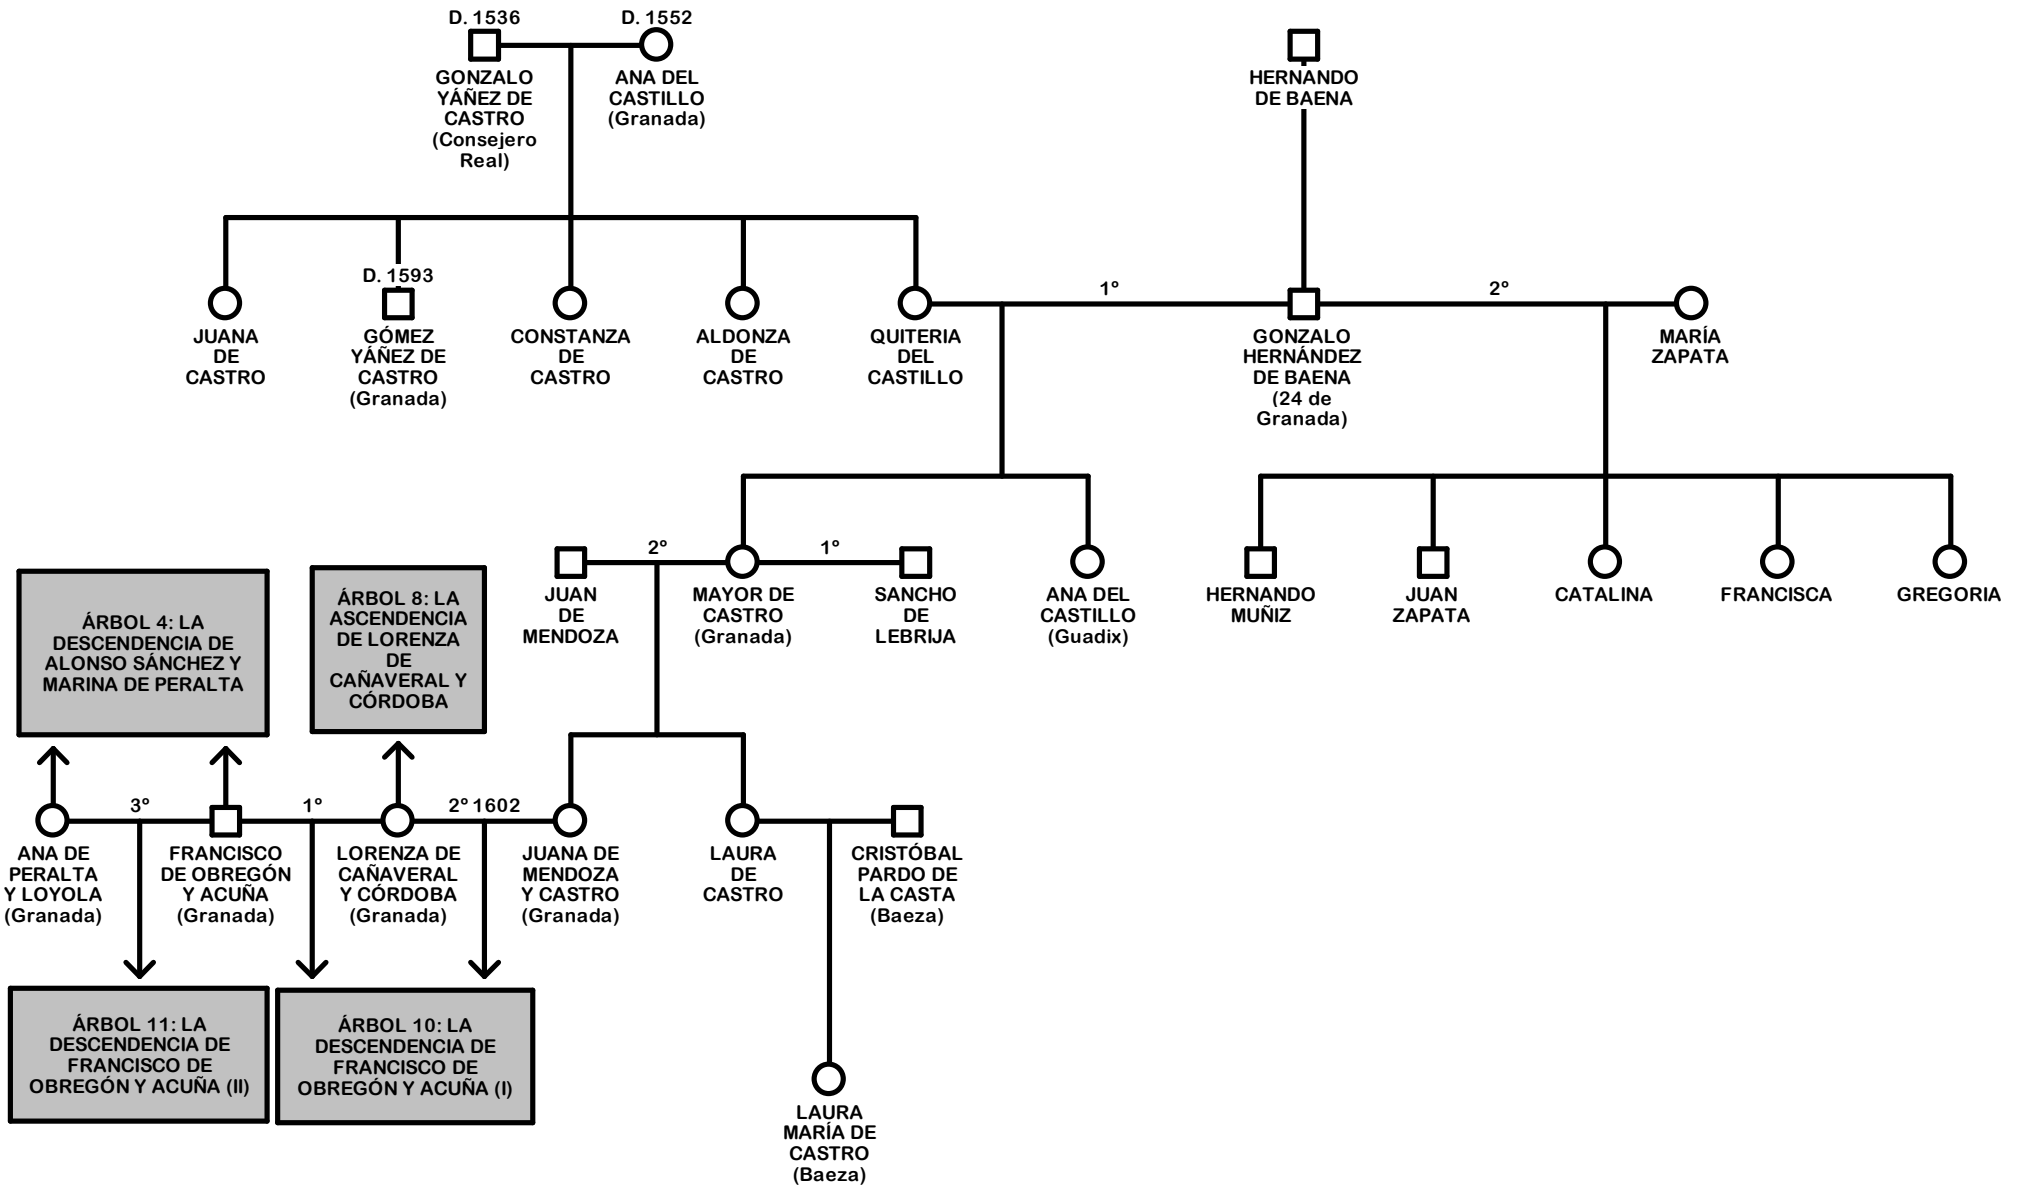 D. 1536
D. 1552
GONZALO
YÁÑEZ DE
CASTRO
(Consejero
Real)
ANA DEL
CASTILLO
(Granada)
HERNANDO
DE BAENA
D. 1593
1º
2º
JUANA
DE
CASTRO
GÓMEZ
YÁÑEZ DE
CASTRO
(Granada)
CONSTANZA
DE
CASTRO
ALDONZA
DE
CASTRO
QUITERIA
DEL
CASTILLO
GONZALO
HERNÁNDEZ
DE BAENA
(24 de
Granada)
MARÍA
ZAPATA
2º
1º
JUAN
DE
MENDOZA
MAYOR DE
CASTRO
(Granada)
SANCHO
DE
LEBRIJA
ANA DEL
CASTILLO
(Guadix)
HERNANDO
MUÑIZ
JUAN
ZAPATA
CATALINA
FRANCISCA
GREGORIA
ÁRBOL 4: LA
DESCENDENCIA DE
ALONSO SÁNCHEZ Y
MARINA DE PERALTA
ÁRBOL 8: LA
ASCENDENCIA
DE LORENZA
DE
CAÑAVERAL Y
CÓRDOBA
3º
1º
2º 1602
ANA DE
PERALTA
Y LOYOLA
(Granada)
FRANCISCO
DE OBREGÓN
Y ACUÑA
(Granada)
LORENZA DE
CAÑAVERAL
Y CÓRDOBA
(Granada)
JUANA DE
MENDOZA
Y CASTRO
(Granada)
LAURA
DE
CASTRO
CRISTÓBAL
PARDO DE
LA CASTA
(Baeza)
ÁRBOL 11: LA
DESCENDENCIA DE
FRANCISCO DE
OBREGÓN Y ACUÑA (II)
ÁRBOL 10: LA
DESCENDENCIA DE
FRANCISCO DE
OBREGÓN Y ACUÑA (I)
LAURA
MARÍA DE
CASTRO
(Baeza)